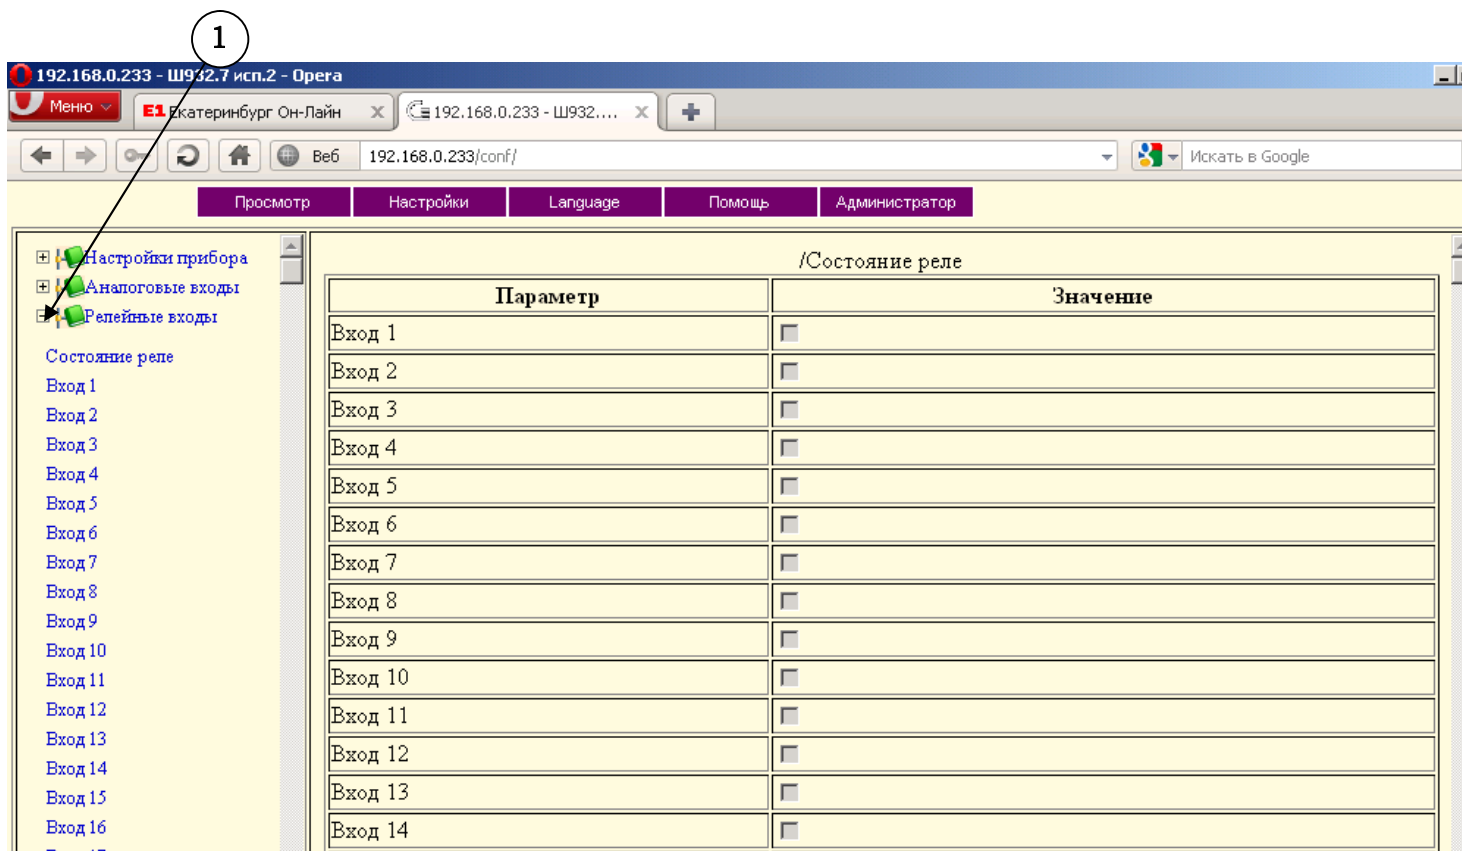 1
192.168.0.233 - Ш932.7 исп.2 - Opera
Меню
E1 Екатеринбург Он-Лайн
192.168.0.233 - Ш932....
Веб
192.168.0.233/conf/
Искать в Google
Просмотр
Настройки
Language
Помощь
Администратор
Настройки прибора
Аналоговые входы
Релейные входы
Состояние реле
Вход 1
Вход 2
Вход 3
Вход 4
Вход 5
Вход 6
Вход 7
Вход 8
Вход 9
Вход 10
Вход 11
Вход 12
Вход 13
Вход 14
Вход 15
Вход 16
/Состояние реле
Параметр Значение
Вход 1
Вход 2
Вход 3
Вход 4
Вход 5
Вход 6
Вход 7
Вход 8
Вход 9
Вход 10
Вход 11
Вход 12
Вход 13
Вход 14